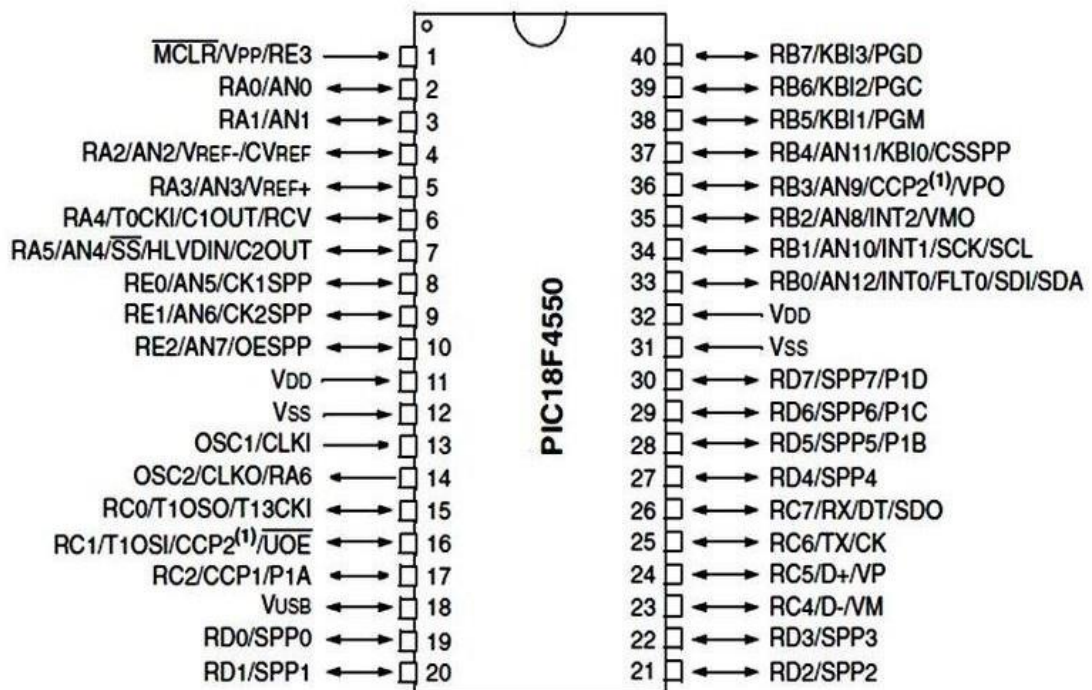 MCLR/VPP/RE3 1
RA0/AN0 2
RA1/AN1 3
RA2/AN2/VREF-/CVREF 4
RA3/AN3/VREF+ 5
RA4/T0CKI/C1OUT/RCV 6
RA5/AN4/SS/HLVDIN/C2OUT 7
RE0/AN5/CK1SPP 8
RE1/AN6/CK2SPP 9
RE2/AN7/OESPP 10
VDD 11
VSS 12
OSC1/CLKI 13
OSC2/CLKO/RA6 14
RC0/T1OSO/T13CKI 15
RC1/T1OSI/CCP2(1)/UOE 16
RC2/CCP1/P1A 17
VUSB 18
RD0/SPP0 19
RD1/SPP1 20
PIC18F4550
40 RB7/KBI3/PGD
39 RB6/KBI2/PGC
38 RB5/KBI1/PGM
37 RB4/AN11/KBI0/CSSPP
36 RB3/AN9/CCP2(1)/VPO
35 RB2/AN8/INT2/VMO
34 RB1/AN10/INT1/SCK/SCL
33 RB0/AN12/INT0/FLT0/SDI/SDA
32 VDD
31 VSS
30 RD7/SPP7/P1D
29 RD6/SPP6/P1C
28 RD5/SPP5/P1B
27 RD4/SPP4
26 RC7/RX/DT/SDO
25 RC6/TX/CK
24 RC5/D+/VP
23 RC4/D-/VM
22 RD3/SPP3
21 RD2/SPP2